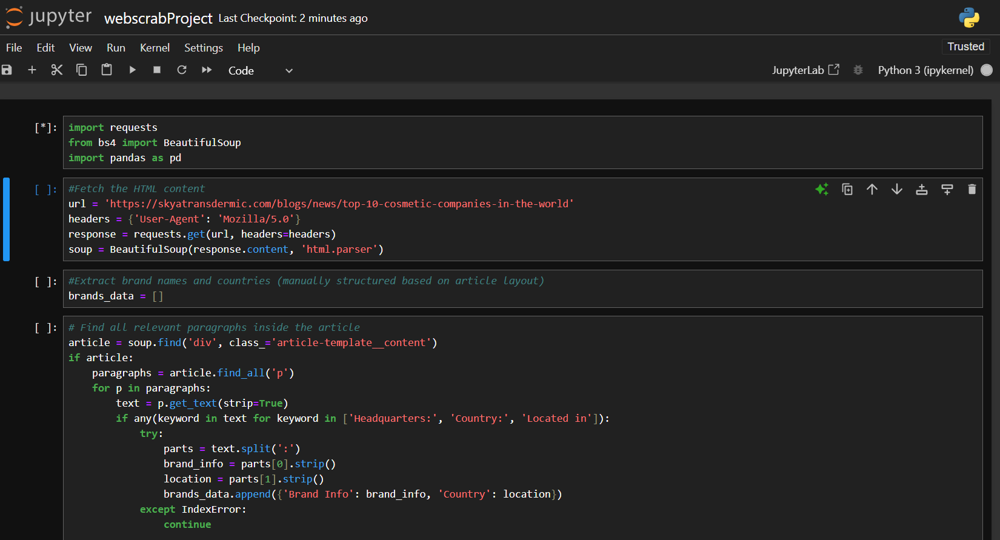 jupyter webscrabProject Last Checkpoint: 2 minutes ago
File Edit View Run Kernel Settings Help Trusted
Code JupyterLab Python 3 (ipykernel)
[*]: import requests
from bs4 import BeautifulSoup
import pandas as pd
[ ]: #Fetch the HTML content
url = 'https://skyatransdermic.com/blogs/news/top-10-cosmetic-companies-in-the-world'
headers = {'User-Agent': 'Mozilla/5.0'}
response = requests.get(url, headers=headers)
soup = BeautifulSoup(response.content, 'html.parser')
[ ]: #Extract brand names and countries (manually structured based on article layout)
brands_data = []
[ ]: # Find all relevant paragraphs inside the article
article = soup.find('div', class_='article-template__content')
if article:
    paragraphs = article.find_all('p')
    for p in paragraphs:
        text = p.get_text(strip=True)
        if any(keyword in text for keyword in ['Headquarters:', 'Country:', 'Located in']):
            try:
                parts = text.split(':')
                brand_info = parts[0].strip()
                location = parts[1].strip()
                brands_data.append({'Brand Info': brand_info, 'Country': location})
            except IndexError:
                continue